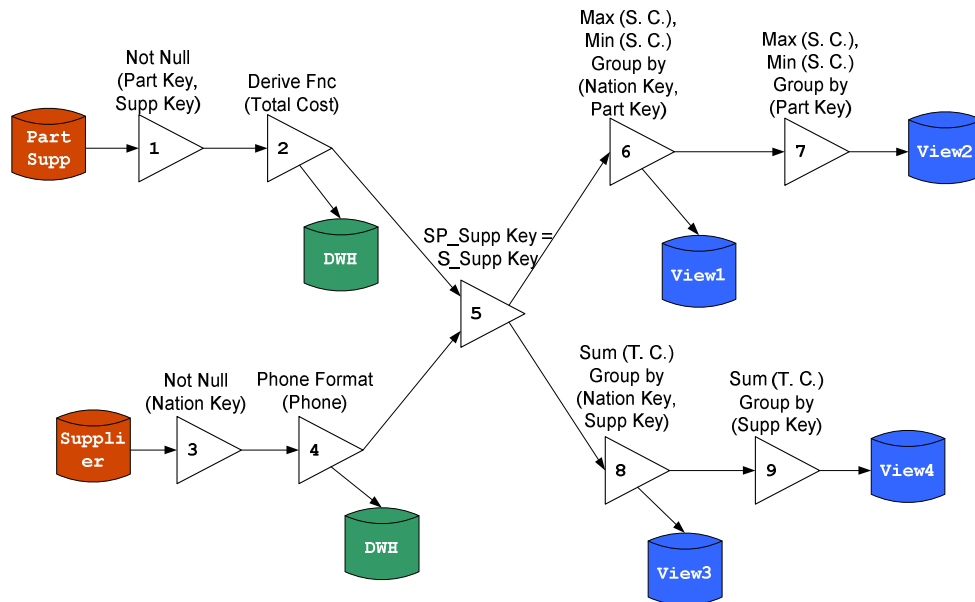 Not Null
(Part Key,
Supp Key)
Derive Fnc
(Total Cost)
Max (S. C.),
Min (S. C.)
Group by
(Nation Key,
Part Key)
Max (S. C.),
Min (S. C.)
Group by
(Part Key)
Part
Supp
1
2
6
7
View2
DWH
SP_Supp Key =
S_Supp Key
View1
5
Not Null
(Nation Key)
Phone Format
(Phone)
Sum (T. C.)
Group by
(Nation Key,
Supp Key)
Sum (T. C.)
Group by
(Supp Key)
Suppli
er
3
4
8
9
View4
DWH
View3